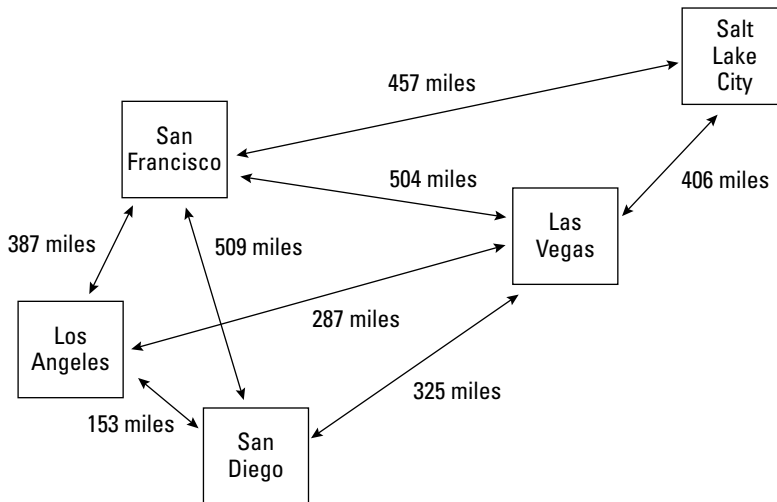 Salt
Lake
City
457 miles
San
Francisco
504 miles
406 miles
Las
Vegas
387 miles
509 miles
287 miles
Los
Angeles
325 miles
153 miles
San
Diego